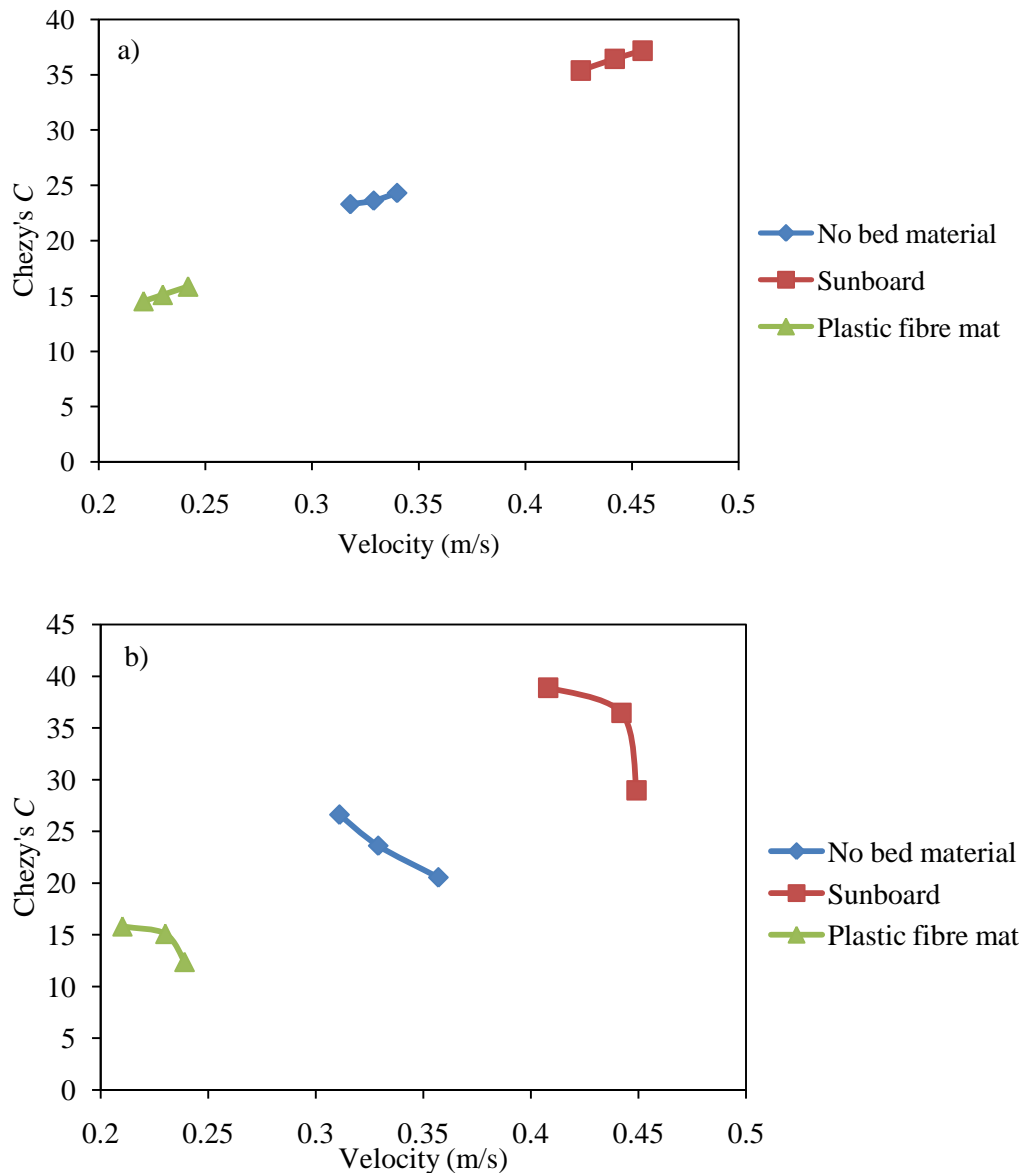 40
a)
35
30
25
20
15
10
5
0
Chezy's C
0.2 0.25 0.3 0.35 0.4 0.45 0.5
Velocity (m/s)
No bed material
Sunboard
Plastic fibre mat
45
b)
40
35
30
25
20
15
10
5
0
Chezy's C
0.2 0.25 0.3 0.35 0.4 0.45 0.5
Velocity (m/s)
No bed material
Sunboard
Plastic fibre mat